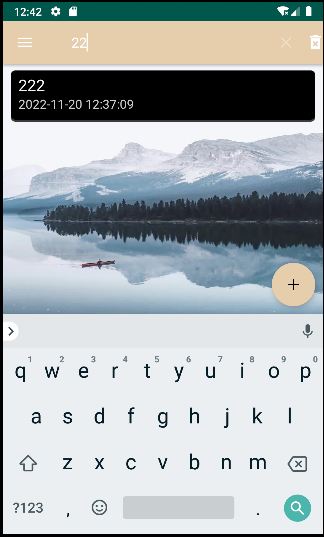 12:42
22
222
2022-11-20 12:37:09
+
1 2 3 4 5 6 7 8 9 0
q w e r t y u i o p
a s d f g h j k l
z x c v b n m
?123 , .